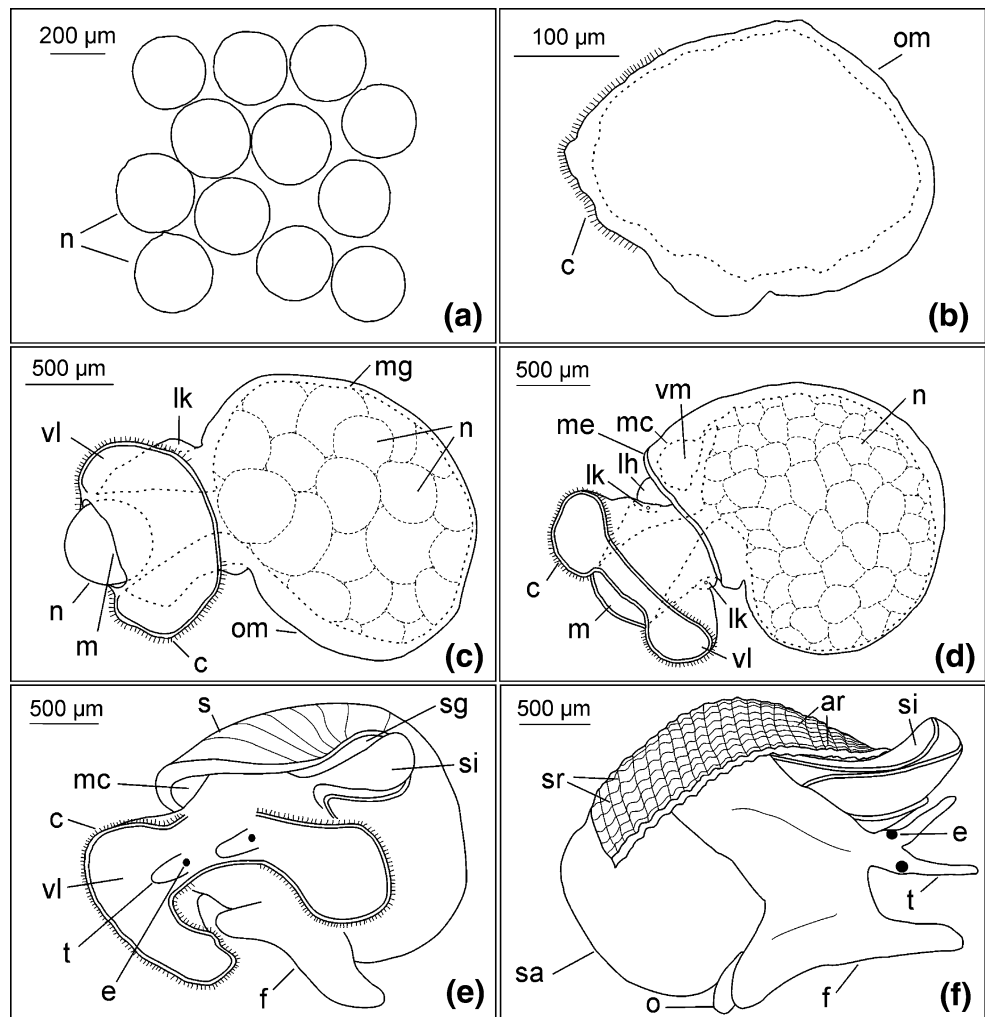 200 µm
n
(a)
100 µm
om
c
(b)
500 µm
mg
lk
vl
n
n
m
om
c
(c)
500 µm
vm
n
mc
me
lh
lk
c
m
lk
vl
(d)
500 µm
s
sg
si
mc
c
vl
t
e
f
(e)
500 µm
ar
si
sr
e
t
sa
o
f
(f)